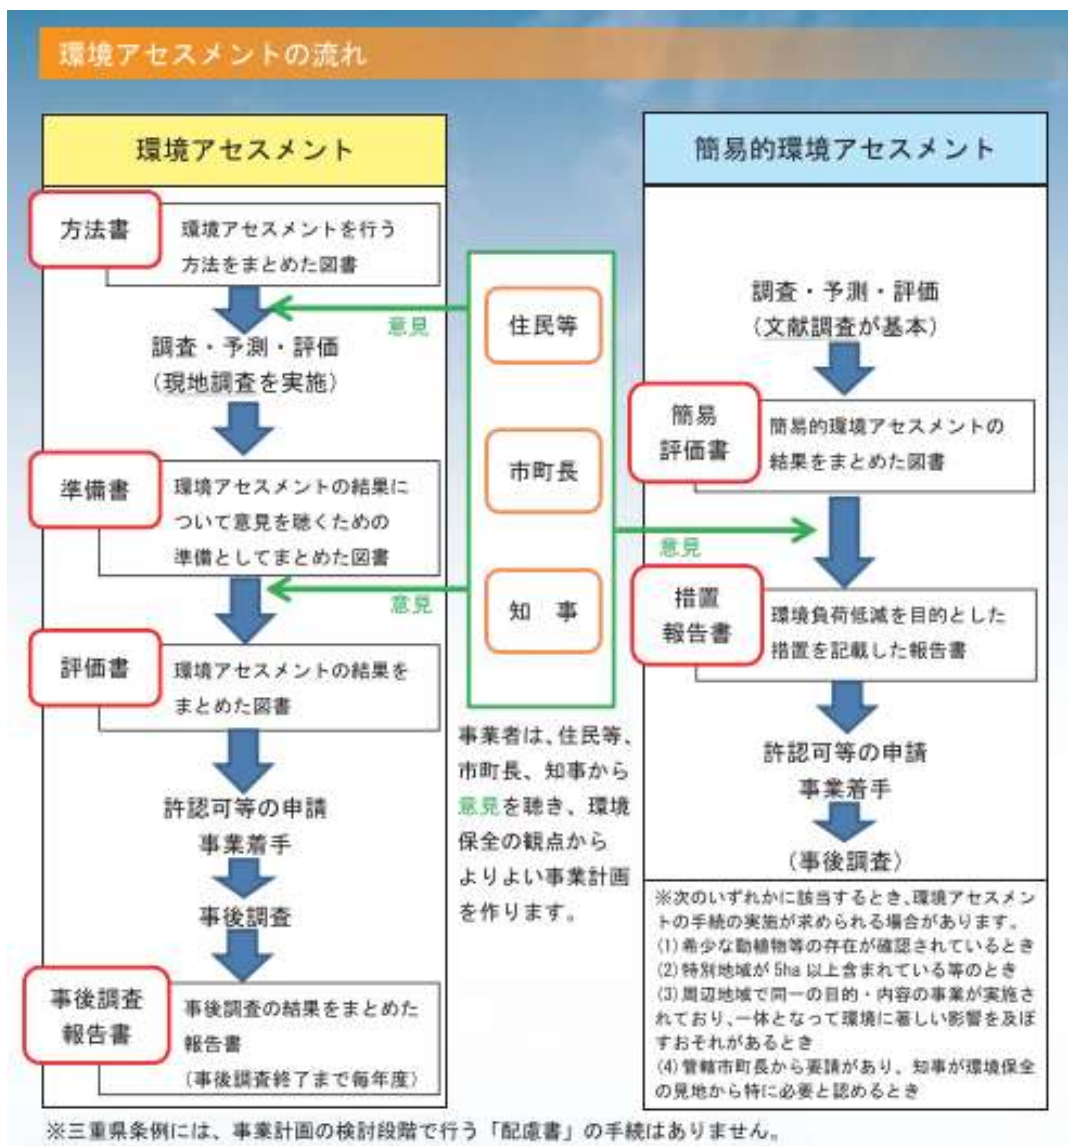 環境アセスメントの流れ
環境アセスメント
方法書
環境アセスメントを行う
方法をまとめた図書
意見
調査・予測・評価
（現地調査を実施）
準備書
環境アセスメントの結果に
ついて意見を聴くための
準備としてまとめた図書
意見
評価書
環境アセスメントの結果を
まとめた図書
許認可等の申請
事業着手
事後調査
事後調査
報告書
事後調査の結果をまとめた
報告書
（事後調査終了まで毎年度）
住民等
市町長
知　事
事業者は、住民等、
市町長、知事から
意見を聴き、環境
保全の観点から
よりよい事業計画
を作ります。
簡易的環境アセスメント
調査・予測・評価
（文献調査が基本）
簡易
評価書
簡易的環境アセスメントの
結果をまとめた図書
意見
措置
報告書
環境負荷低減を目的とした
措置を記載した報告書
許認可等の申請
事業着手
（事後調査）
※次のいずれかに該当するとき、環境アセスメン
トの手続の実施が求められる場合があります。
(1)希少な動植物等の存在が確認されているとき
(2)特別地域が5ha以上含まれている等のとき
(3)周辺地域で同一の目的・内容の事業が実施さ
れており、一体となって環境に著しい影響を及ぼ
すおそれがあるとき
(4)管轄市町長から要請があり、知事が環境保全
の見地から特に必要と認めるとき
※三重県条例には、事業計画の検討段階で行う「配慮書」の手続はありません。